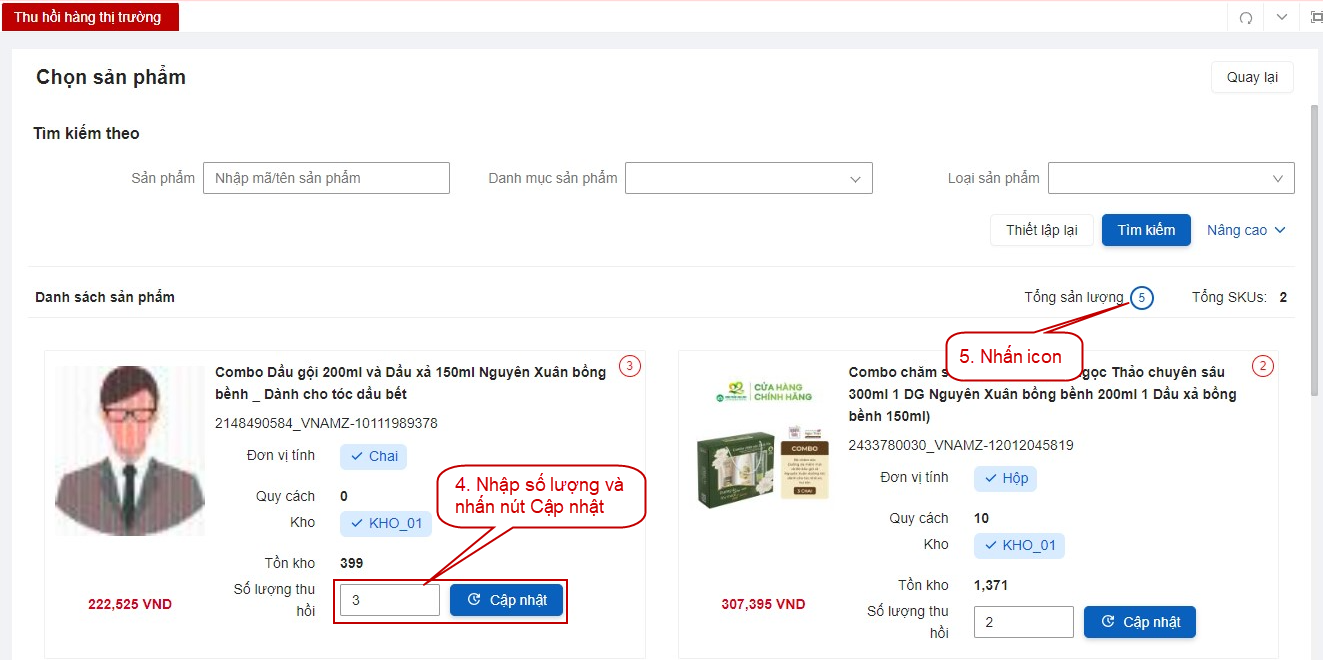 Thu hồi hàng thị trường
Chọn sản phẩm
Quay lại
Tìm kiếm theo
Sản phẩm
Nhập mã/tên sản phẩm
Danh mục sản phẩm
Loại sản phẩm
Thiết lập lại
Tìm kiếm
Nâng cao
Danh sách sản phẩm
Tổng sản lượng 5
Tổng SKUs: 2
5. Nhấn icon
Combo Dầu gội 200ml và Dầu xả 150ml Nguyên Xuân bồng
bềnh _ Dành cho tóc dầu bết
3
2148490584_VNAMZ-10111989378
Đơn vị tính
Chai
Quy cách
0
Kho
KHO_01
4. Nhập số lượng và
nhấn nút Cập nhật
Tồn kho
399
Số lượng thu
hồi
3
Cập nhật
222,525 VND
CỬA HÀNG
CHÍNH HÃNG
COMBO
3 CHAI
Combo chăm s
gọc Thảo chuyên sâu
2
300ml 1 DG Nguyên Xuân bồng bềnh 200ml 1 Dầu xả bồng
bềnh 150ml)
2433780030_VNAMZ-12012045819
Đơn vị tính
Hộp
Quy cách
10
Kho
KHO_01
Tồn kho
1,371
Số lượng thu
hồi
2
Cập nhật
307,395 VND